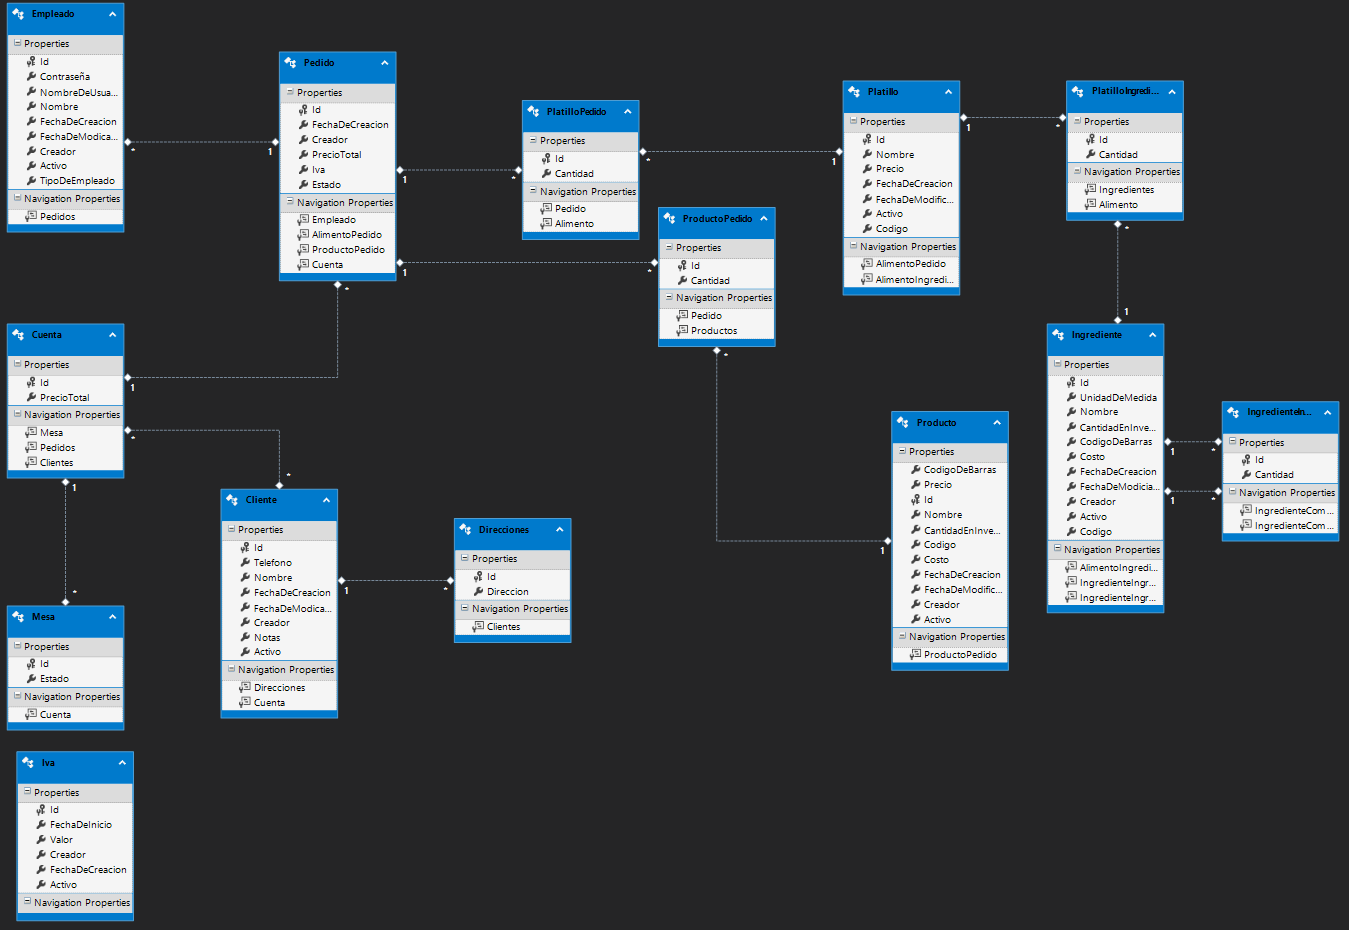 Empleado
Properties
Id
Contraseña
NombreDeUsua...
Nombre
FechaDeCreacion
FechaDeModica...
Creador
Activo
TipoDeEmpleado
Navigation Properties
Pedidos
*
1
Pedido
Properties
Id
FechaDeCreacion
Creador
PrecioTotal
Iva
Estado
Navigation Properties
Empleado
AlimentoPedido
ProductoPedido
Cuenta
1
*
1
*
*
1
PlatilloPedido
Properties
Id
Cantidad
Navigation Properties
Pedido
Alimento
*
1
ProductoPedido
Properties
Id
Cantidad
Navigation Properties
Pedido
Productos
*
1
Platillo
Properties
Id
Nombre
Precio
FechaDeCreacion
FechaDeModific...
Activo
Codigo
Navigation Properties
AlimentoPedido
AlimentoIngredi...
1
*
PlatilloIngredi...
Properties
Id
Cantidad
Navigation Properties
Ingredientes
Alimento
*
1
Cuenta
Properties
Id
PrecioTotal
Navigation Properties
Mesa
Pedidos
Clientes
*
*
1
*
Cliente
Properties
Id
Telefono
Nombre
FechaDeCreacion
FechaDeModica...
Creador
Notas
Activo
Navigation Properties
Direcciones
Cuenta
1
*
Direcciones
Properties
Id
Direccion
Navigation Properties
Clientes
Producto
Properties
CodigoDeBarras
Precio
Id
Nombre
CantidadEnInve...
Codigo
Costo
FechaDeCreacion
FechaDeModific...
Creador
Activo
Navigation Properties
ProductoPedido
Ingrediente
Properties
Id
UnidadDeMedida
Nombre
CantidadEnInve...
CodigoDeBarras
Costo
FechaDeCreacion
FechaDeModicia...
Creador
Activo
Codigo
Navigation Properties
AlimentoIngredi...
IngredienteIngr...
IngredienteIngr...
1
*
1
*
IngredienteIn...
Properties
Id
Cantidad
Navigation Properties
IngredienteCom...
IngredienteCom...
Mesa
Properties
Id
Estado
Navigation Properties
Cuenta
Iva
Properties
Id
FechaDeInicio
Valor
Creador
FechaDeCreacion
Activo
Navigation Properties